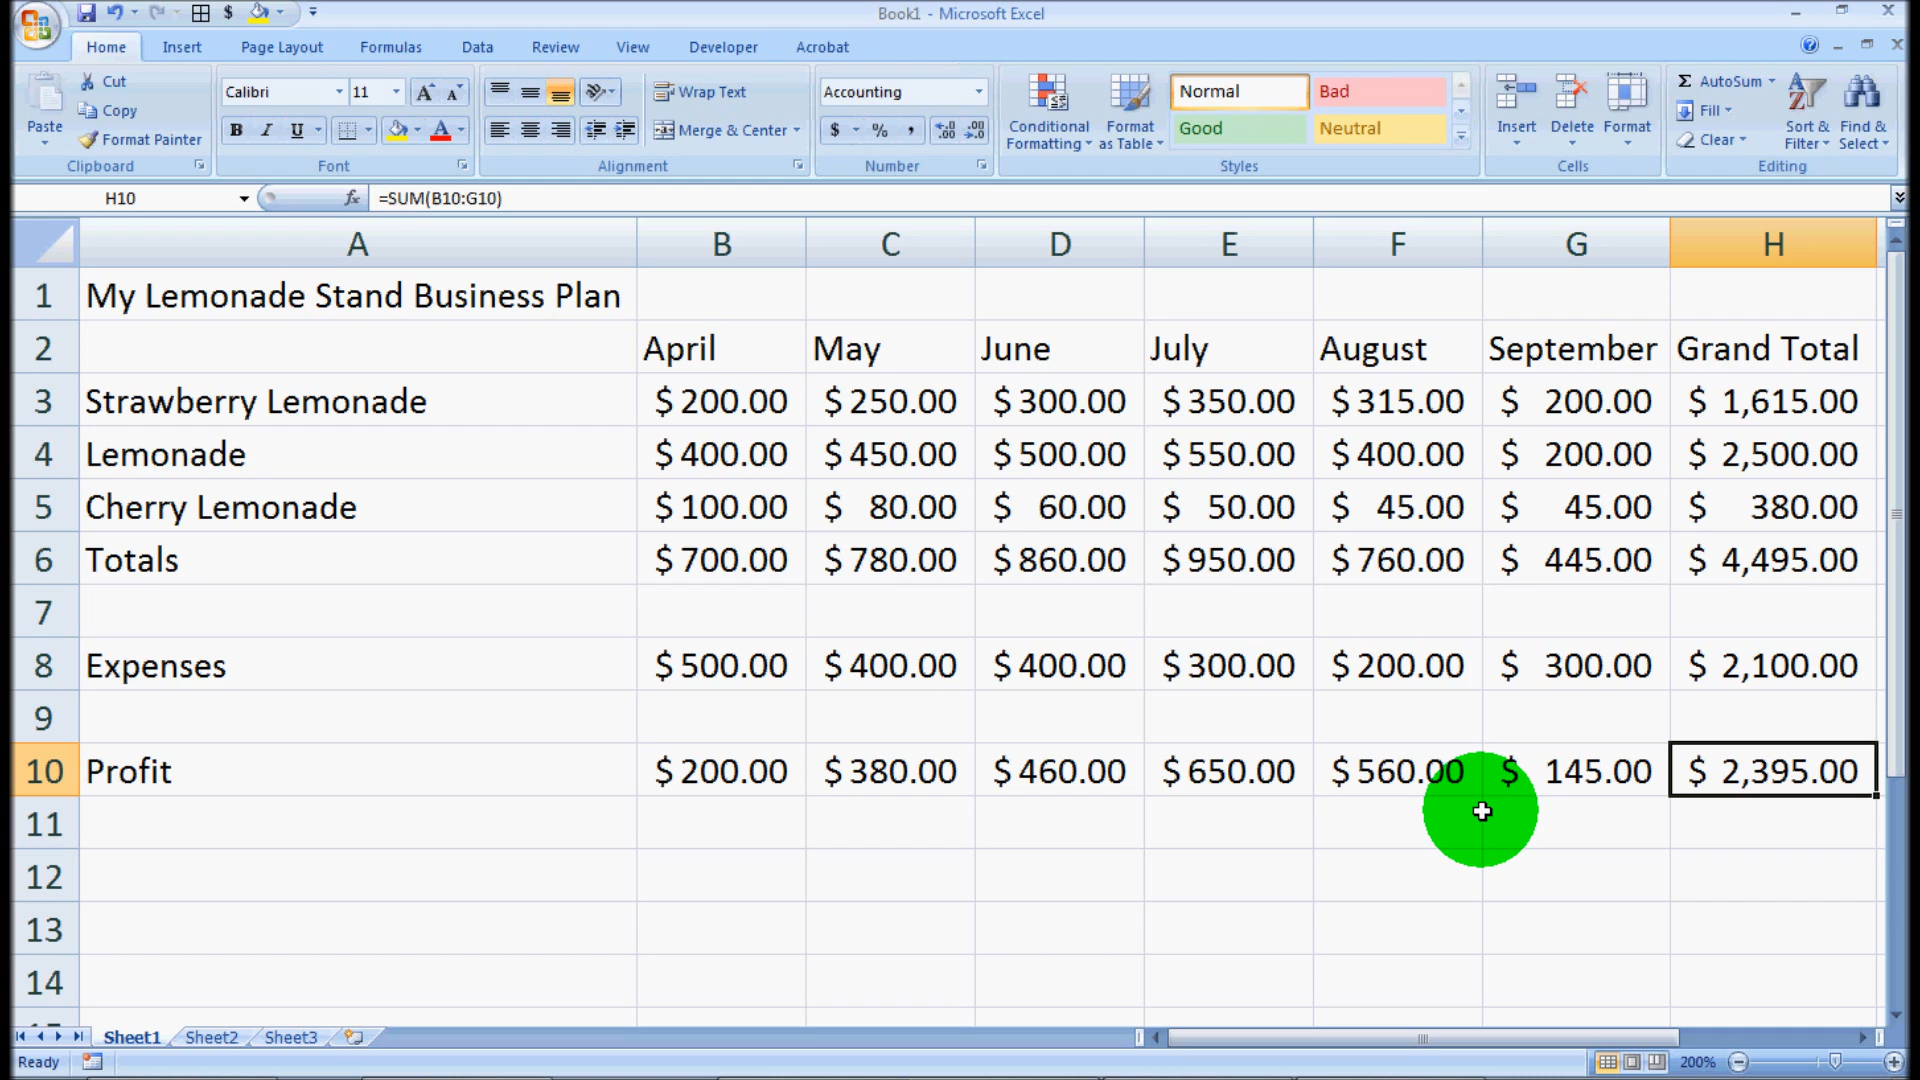 Book1 - Microsoft Excel
Home Insert Page Layout Formulas Data Review View Developer Acrobat
Paste
Cut
Copy
Format Painter
Clipboard
Calibri 11
B I U
Font
Wrap Text
Merge & Center
Alignment
Accounting
$ % ,
Number
Conditional Formatting
Format as Table
Normal Bad
Good Neutral
Styles
Insert Delete Format
Cells
Σ AutoSum
Fill
Clear
Sort & Filter
Find & Select
Editing
H10 fx =SUM(B10:G10)
A B C D E F G H
1 My Lemonade Stand Business Plan
2 April May June July August September Grand Total
3 Strawberry Lemonade $ 200.00 $ 250.00 $ 300.00 $ 350.00 $ 315.00 $ 200.00 $ 1,615.00
4 Lemonade $ 400.00 $ 450.00 $ 500.00 $ 550.00 $ 400.00 $ 200.00 $ 2,500.00
5 Cherry Lemonade $ 100.00 $ 80.00 $ 60.00 $ 50.00 $ 45.00 $ 45.00 $ 380.00
6 Totals $ 700.00 $ 780.00 $ 860.00 $ 950.00 $ 760.00 $ 445.00 $ 4,495.00
7
8 Expenses $ 500.00 $ 400.00 $ 400.00 $ 300.00 $ 200.00 $ 300.00 $ 2,100.00
9
10 Profit $ 200.00 $ 380.00 $ 460.00 $ 650.00 $ 560.00 $ 145.00 $ 2,395.00
11
12
13
14
Sheet1 Sheet2 Sheet3
Ready 200%